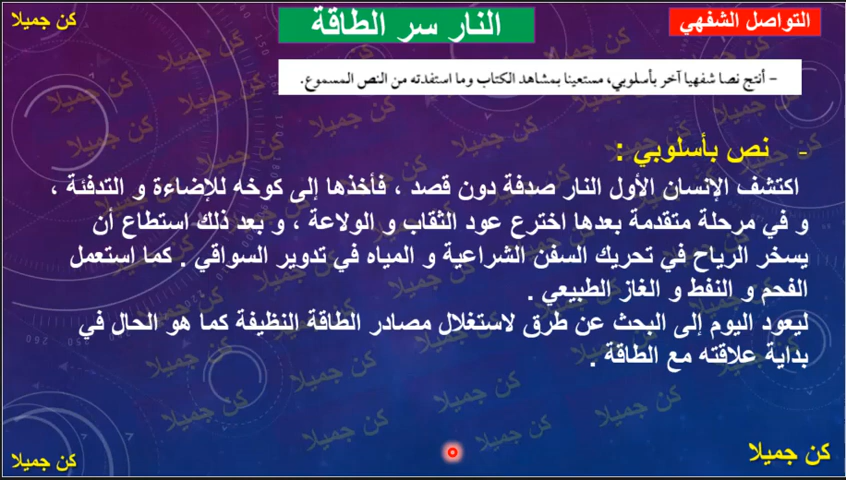 التواصل الشفهي
النار سر الطاقة
كن جميلا
- أنتج نصا شفهيا آخر بأسلوبي، مستعينا بمشاهد الكتاب وما استفدته من النص المسموع.
- نص بأسلوبي :
اكتشف الإنسان الأول النار صدفة دون قصد ، فأخذها إلى كوخه للإضاءة و التدفئة ،
و في مرحلة متقدمة بعدها اخترع عود الثقاب و الولاعة ، و بعد ذلك استطاع أن
يسخر الرياح في تحريك السفن الشراعية و المياه في تدوير السواقي . كما استعمل
الفحم و النفط و الغاز الطبيعي .
ليعود اليوم إلى البحث عن طرق لاستغلال مصادر الطاقة النظيفة كما هو الحال في
بداية علاقته مع الطاقة .
كن جميلا
كن جميلا